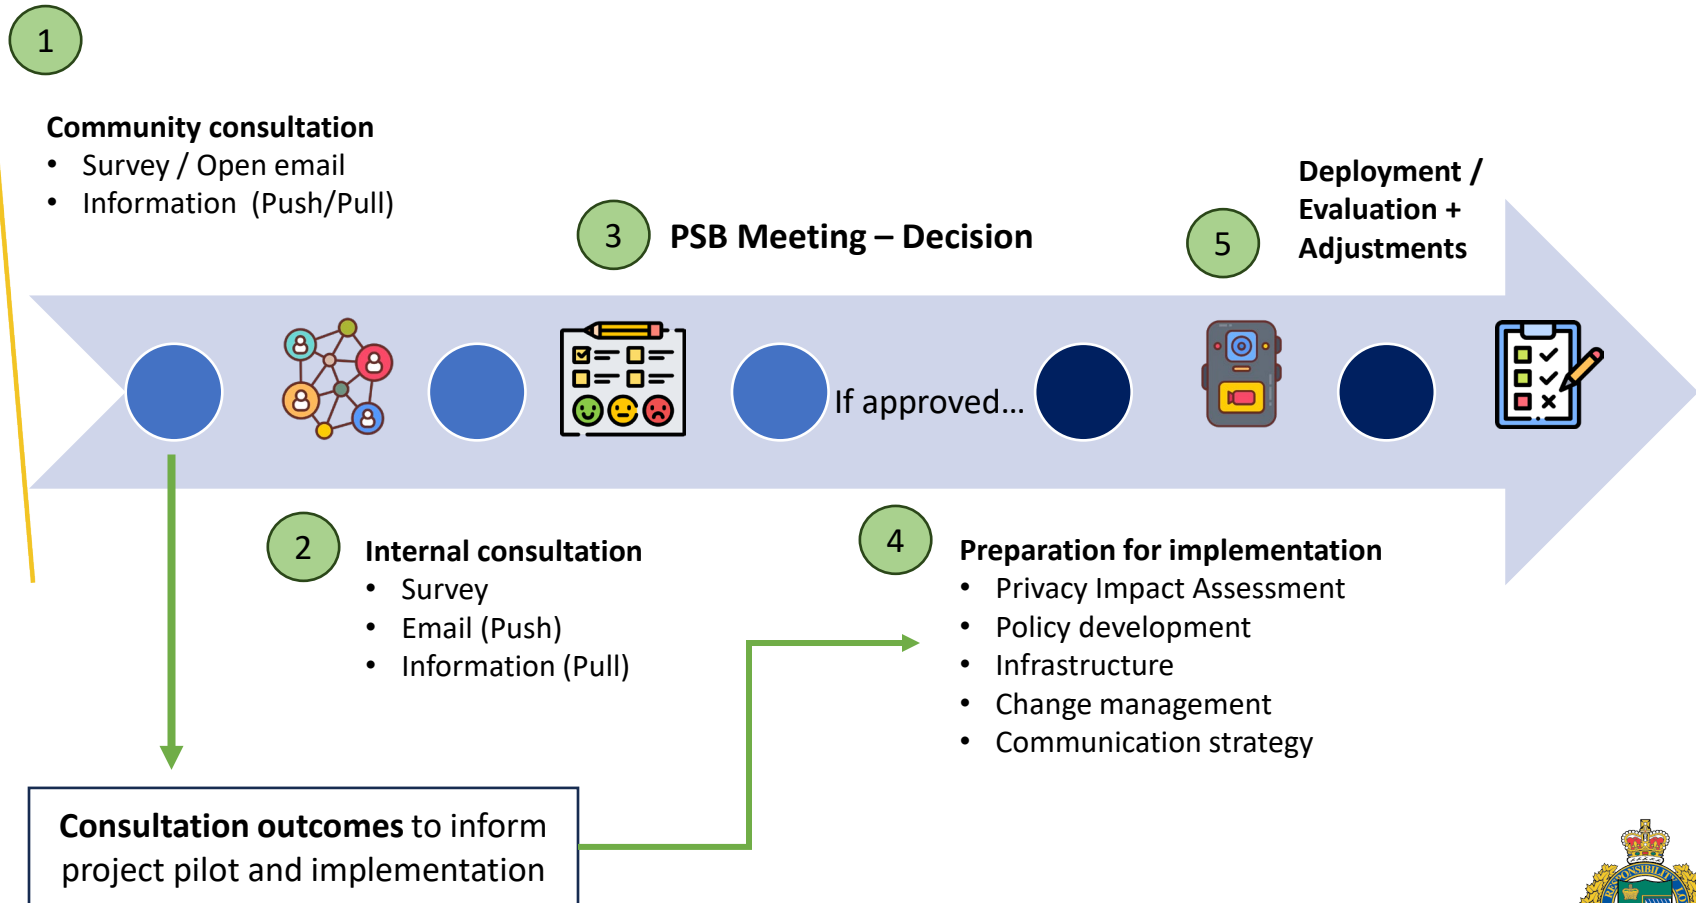 1
Community consultation
• Survey / Open email
• Information (Push/Pull)
3
PSB Meeting – Decision
5
Deployment /
Evaluation +
Adjustments
If approved...
2
Internal consultation
• Survey
• Email (Push)
• Information (Pull)
4
Preparation for implementation
• Privacy Impact Assessment
• Policy development
• Infrastructure
• Change management
• Communication strategy
Consultation outcomes to inform
project pilot and implementation